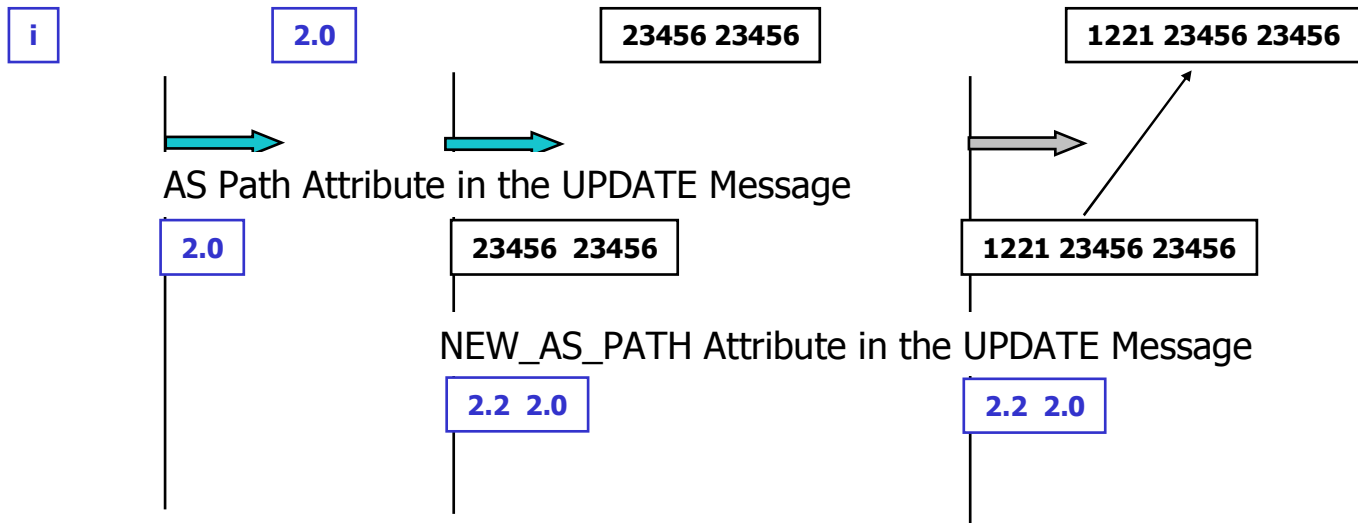 i 2.0 23456 23456 1221 23456 23456
AS Path Attribute in the UPDATE Message
2.0 23456 23456 1221 23456 23456
NEW_AS_PATH Attribute in the UPDATE Message
2.2 2.0 2.2 2.0